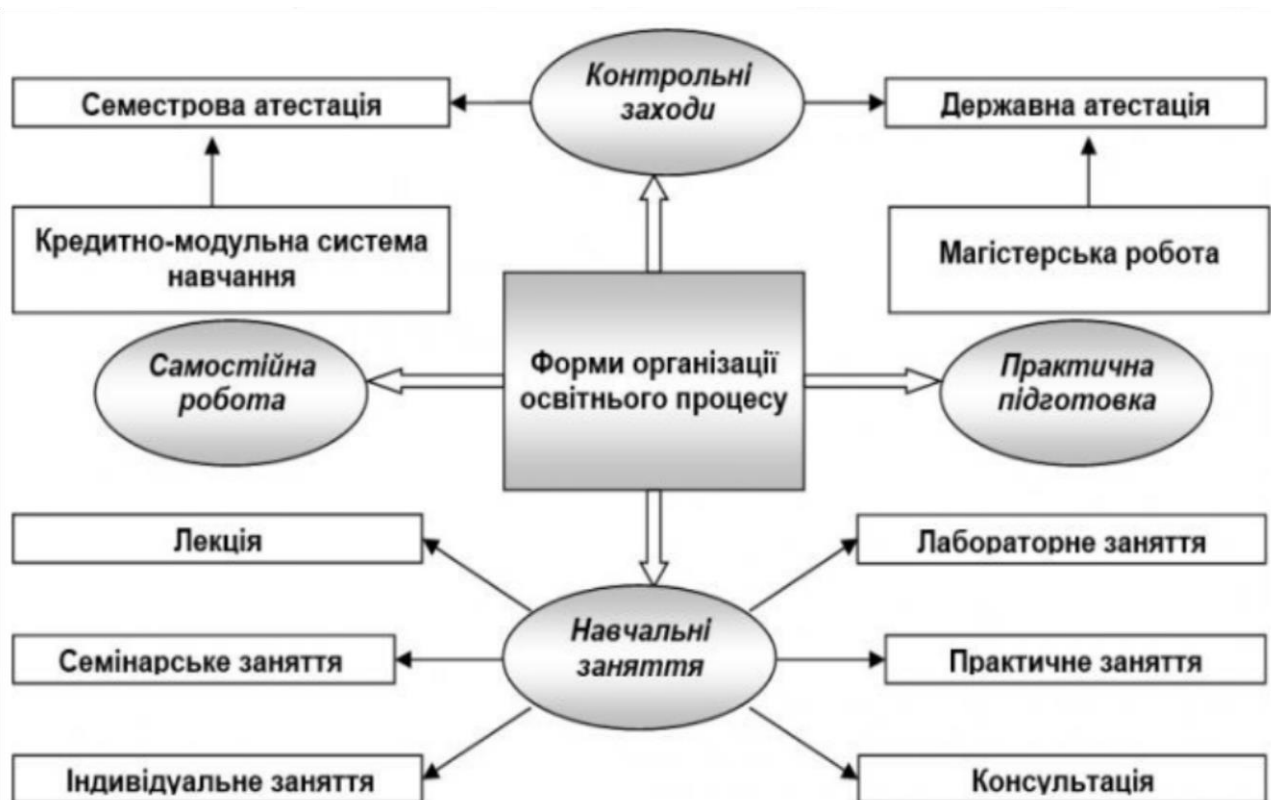 Контрольні
заходи
Семестрова атестація
Державна атестація
Кредитно-модульна система
навчання
Магістерська робота
Самостійна
робота
Форми організації
освітнього процесу
Практична
підготовка
Лекція
Лабораторне заняття
Навчальні
заняття
Семінарське заняття
Практичне заняття
Індивідуальне заняття
Консультація